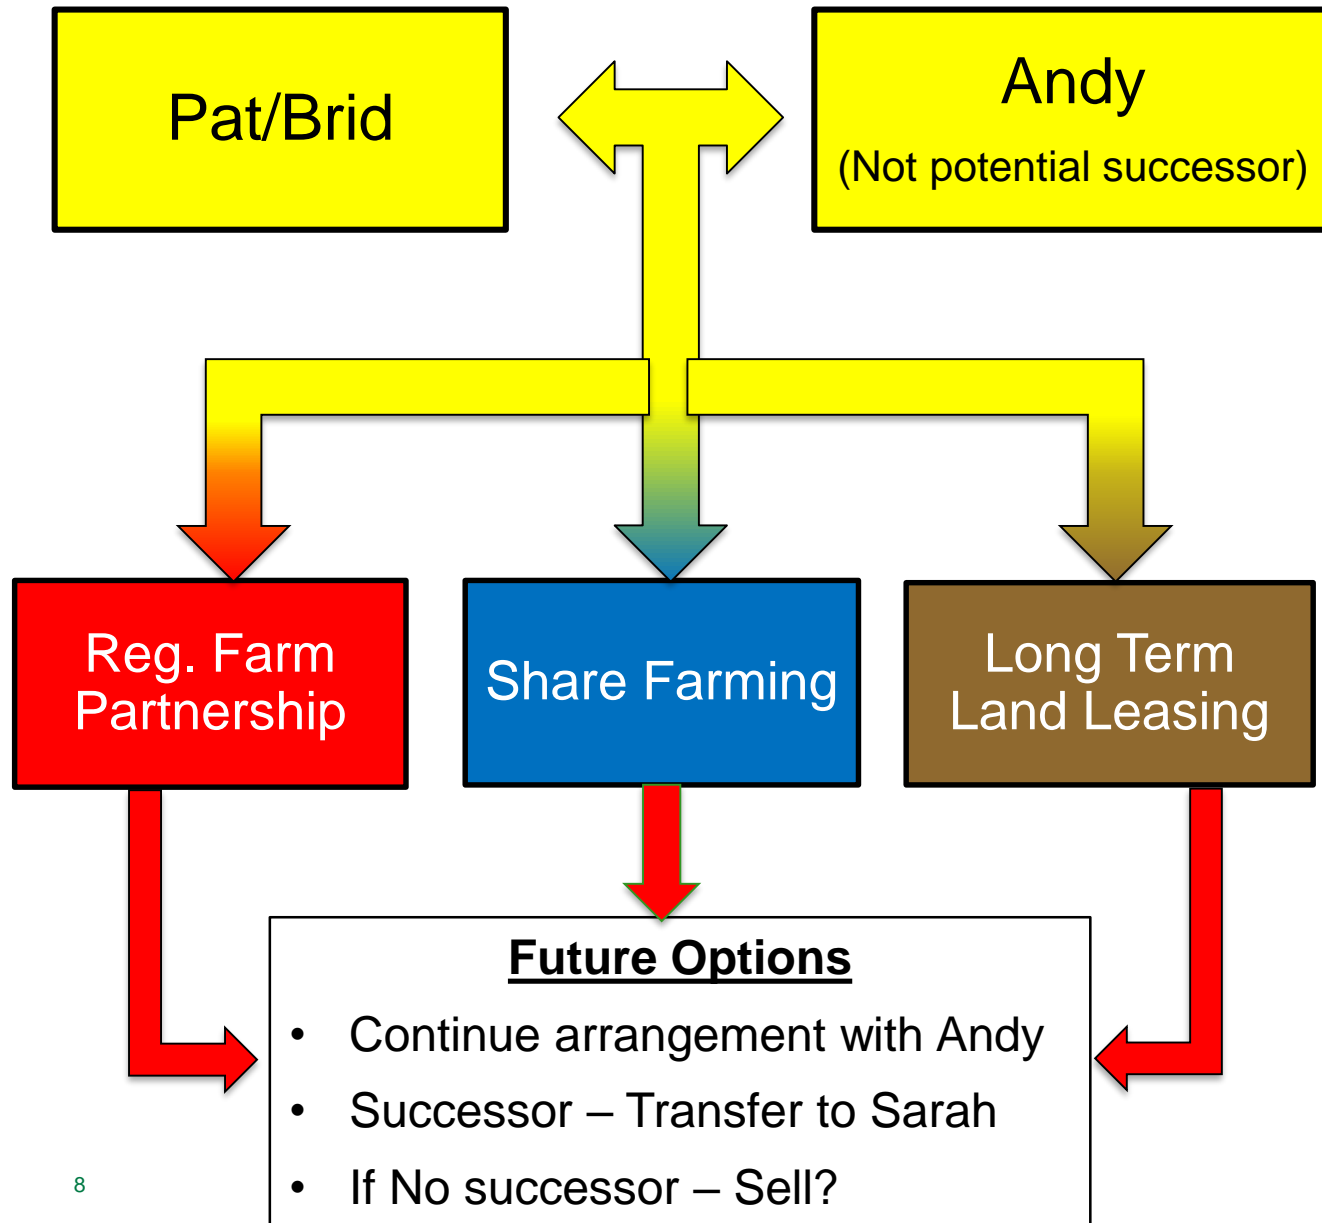 Pat/Brid
Andy
(Not potential successor)
Reg. Farm
Partnership
Share Farming
Long Term
Land Leasing
Future Options
• Continue arrangement with Andy
• Successor – Transfer to Sarah
• If No successor – Sell?
8